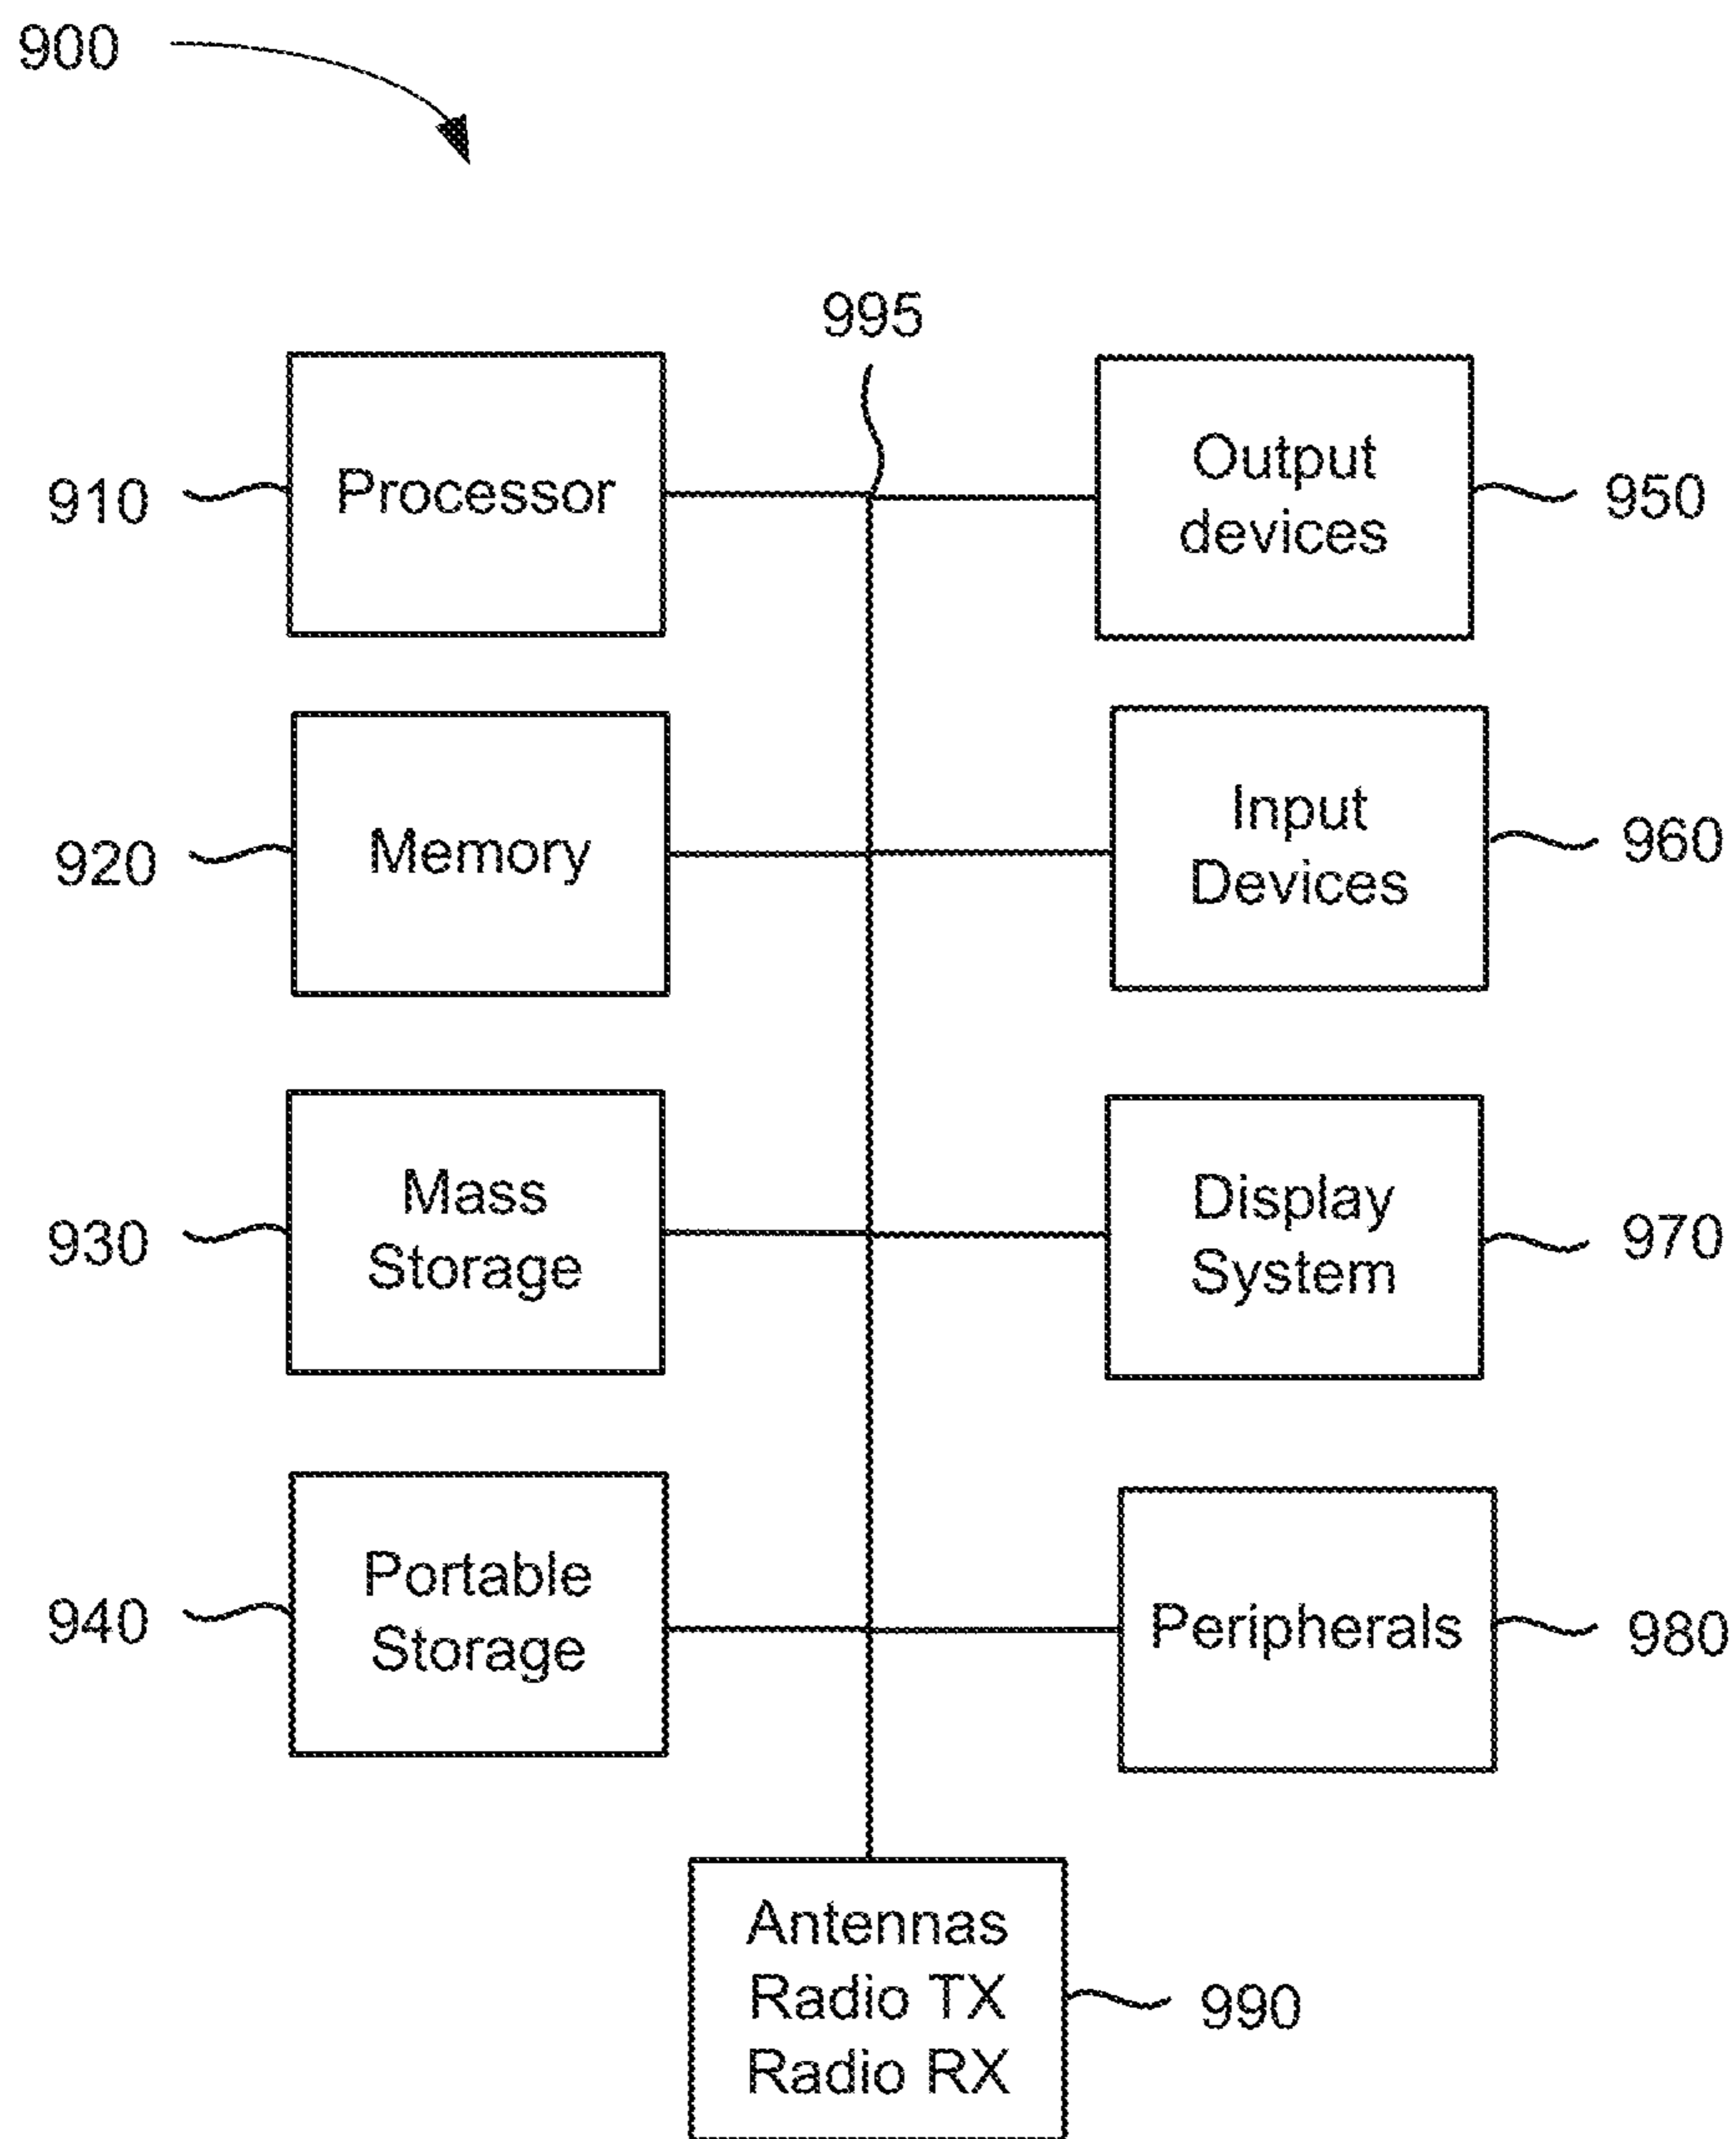 900
995
910
Processor
Output
devices
950
920
Memory
Input
Devices
960
930
Mass
Storage
Display
System
970
940
Portable
Storage
Peripherals
980
Antennas
Radio TX
Radio RX
990